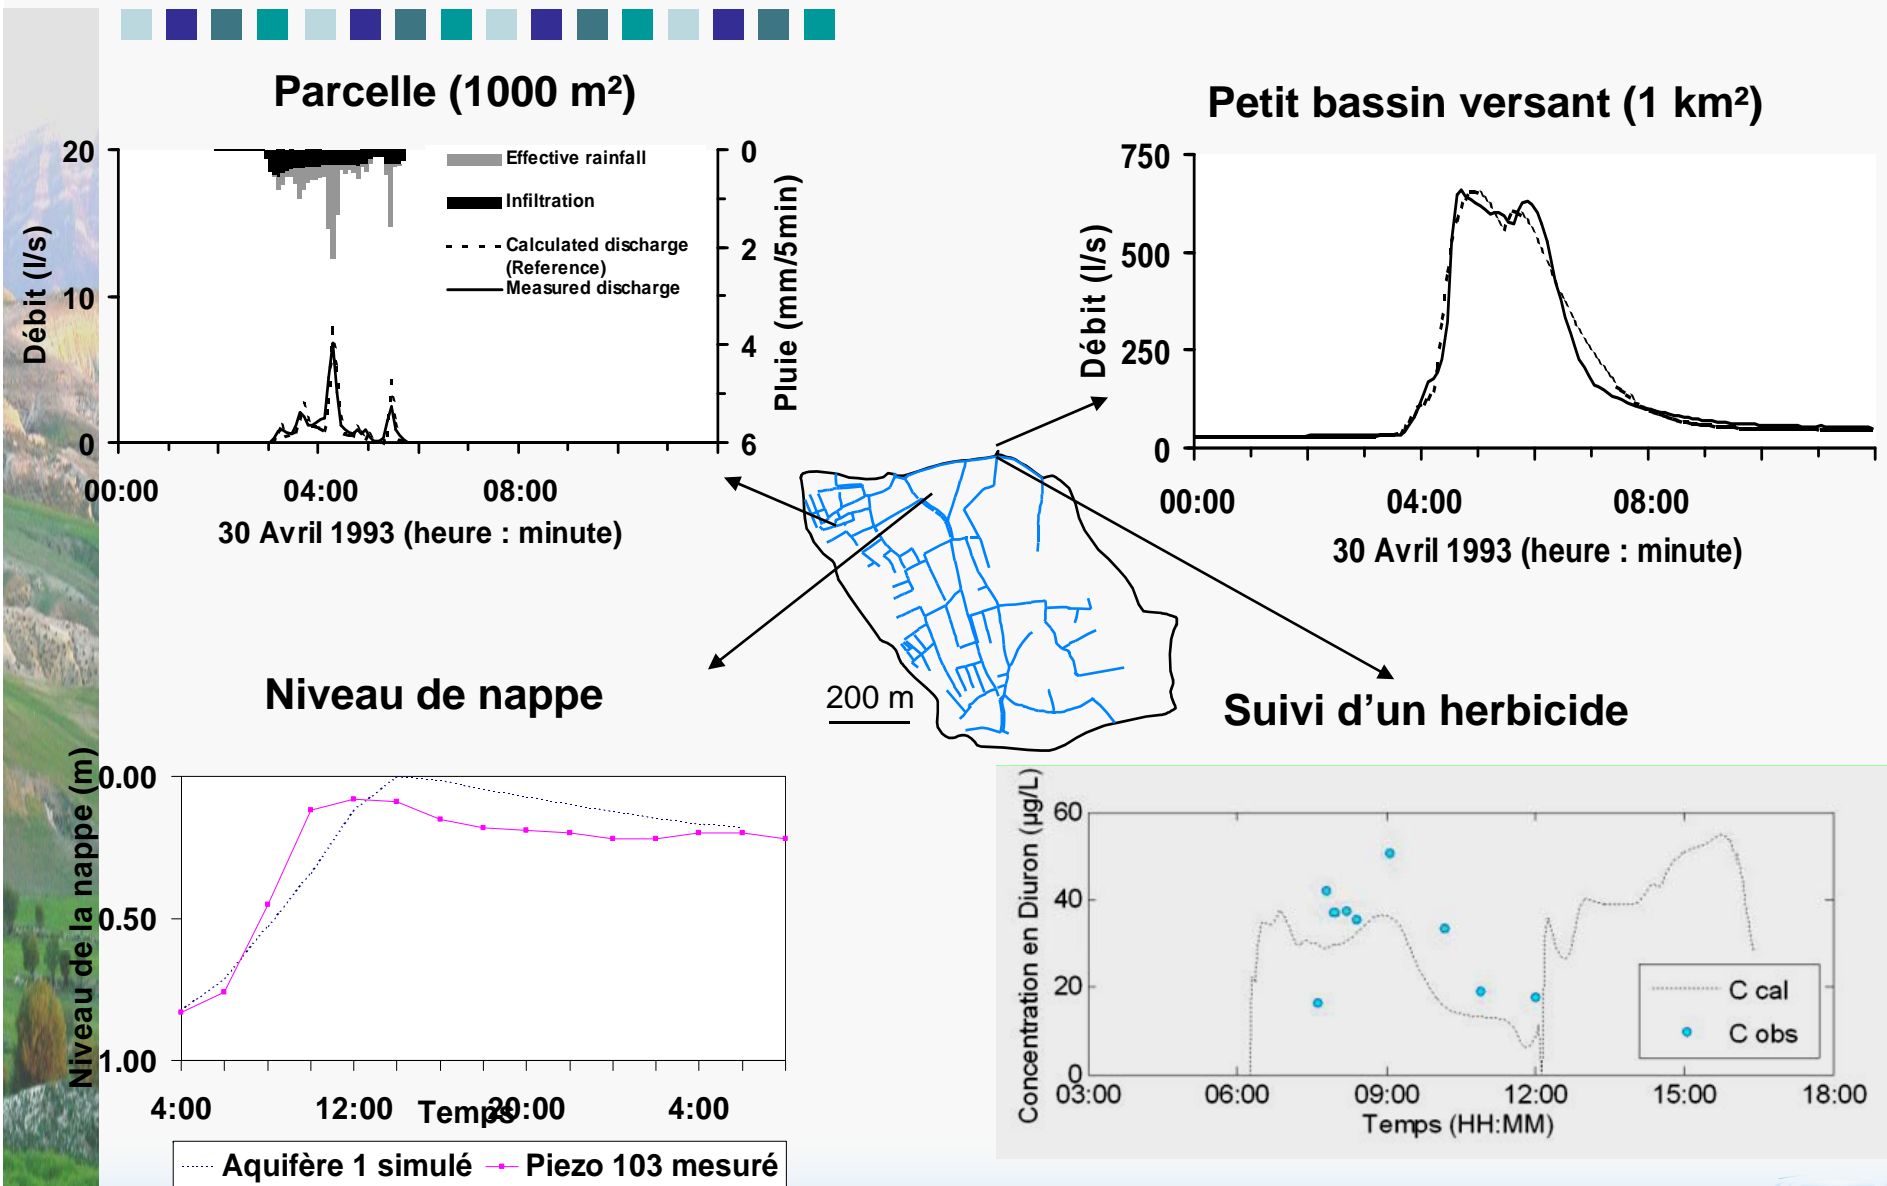 Parcelle (1000 m²)
Petit bassin versant (1 km²)
20
10
0
Débit (l/s)
Effective rainfall
Infiltration
Calculated discharge
(Reference)
Measured discharge
0
2
4
6
Pluie (mm/5min)
00:00
04:00
08:00
30 Avril 1993 (heure : minute)
750
500
250
0
Débit (l/s)
00:00
04:00
08:00
30 Avril 1993 (heure : minute)
200 m
Niveau de nappe
Suivi d’un herbicide
Niveau de la nappe (m)
0.00
0.50
1.00
4:00
12:00
20:00
4:00
Temps
Aquifère 1 simulé
Piezo 103 mesuré
Concentration en Diuron (µg/L)
60
40
20
0
C cal
C obs
03:00
06:00
09:00
12:00
15:00
18:00
Temps (HH:MM)